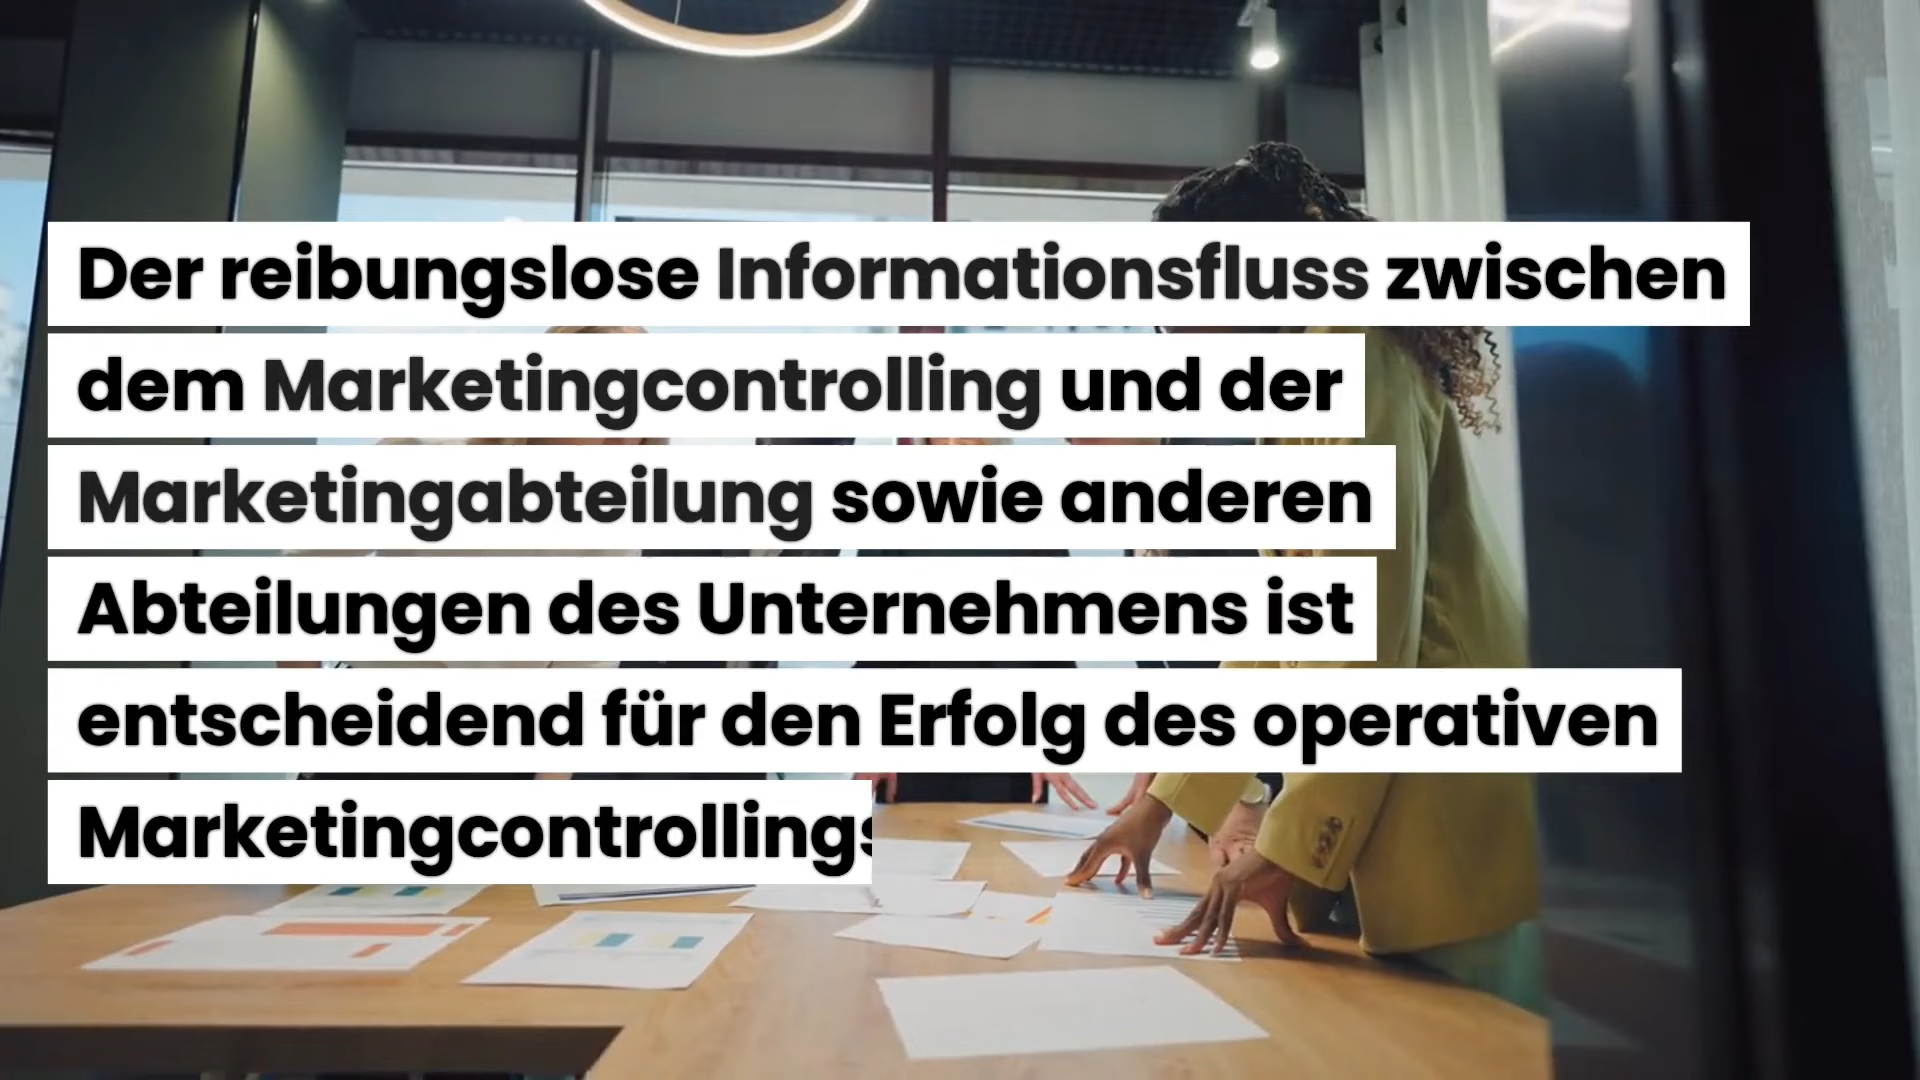 Der reibungslose Informationsfluss zwischen
dem Marketingcontrolling und der
Marketingabteilung sowie anderen
Abteilungen des Unternehmens ist
entscheidend für den Erfolg des operativen
Marketingcontrollings